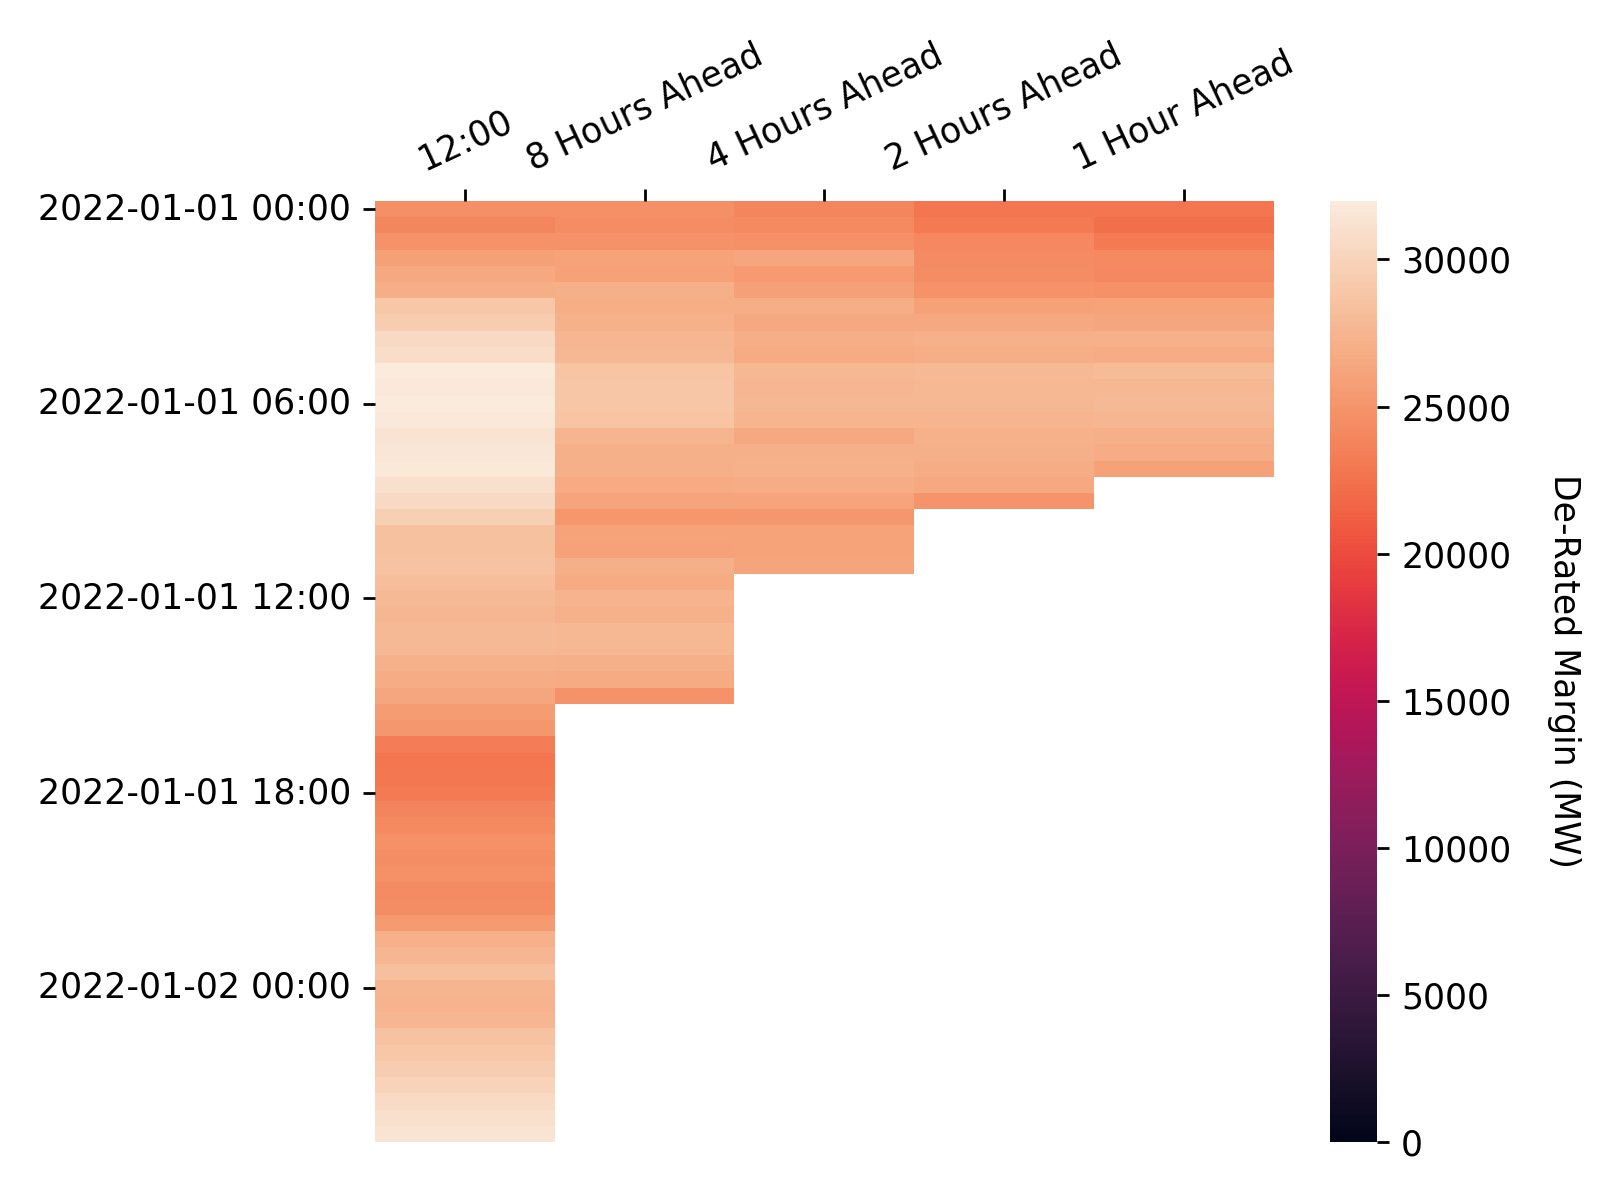 12:00
8 Hours Ahead
4 Hours Ahead
2 Hours Ahead
1 Hour Ahead
2022-01-01 00:00
2022-01-01 06:00
2022-01-01 12:00
2022-01-01 18:00
2022-01-02 00:00
30000
25000
20000
15000
10000
5000
0
De-Rated Margin (MW)